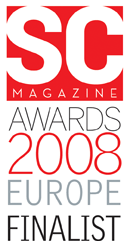 SC
MAGAZINE
AWARDS
2008
EUROPE
FINALIST